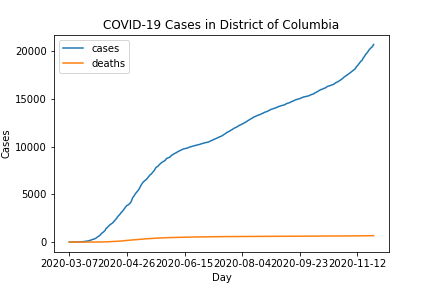 COVID-19 Cases in District of Columbia
cases
deaths
20000
15000
10000
5000
0
Cases
2020-03-07 2020-04-26 2020-06-15 2020-08-04 2020-09-23 2020-11-12
Day